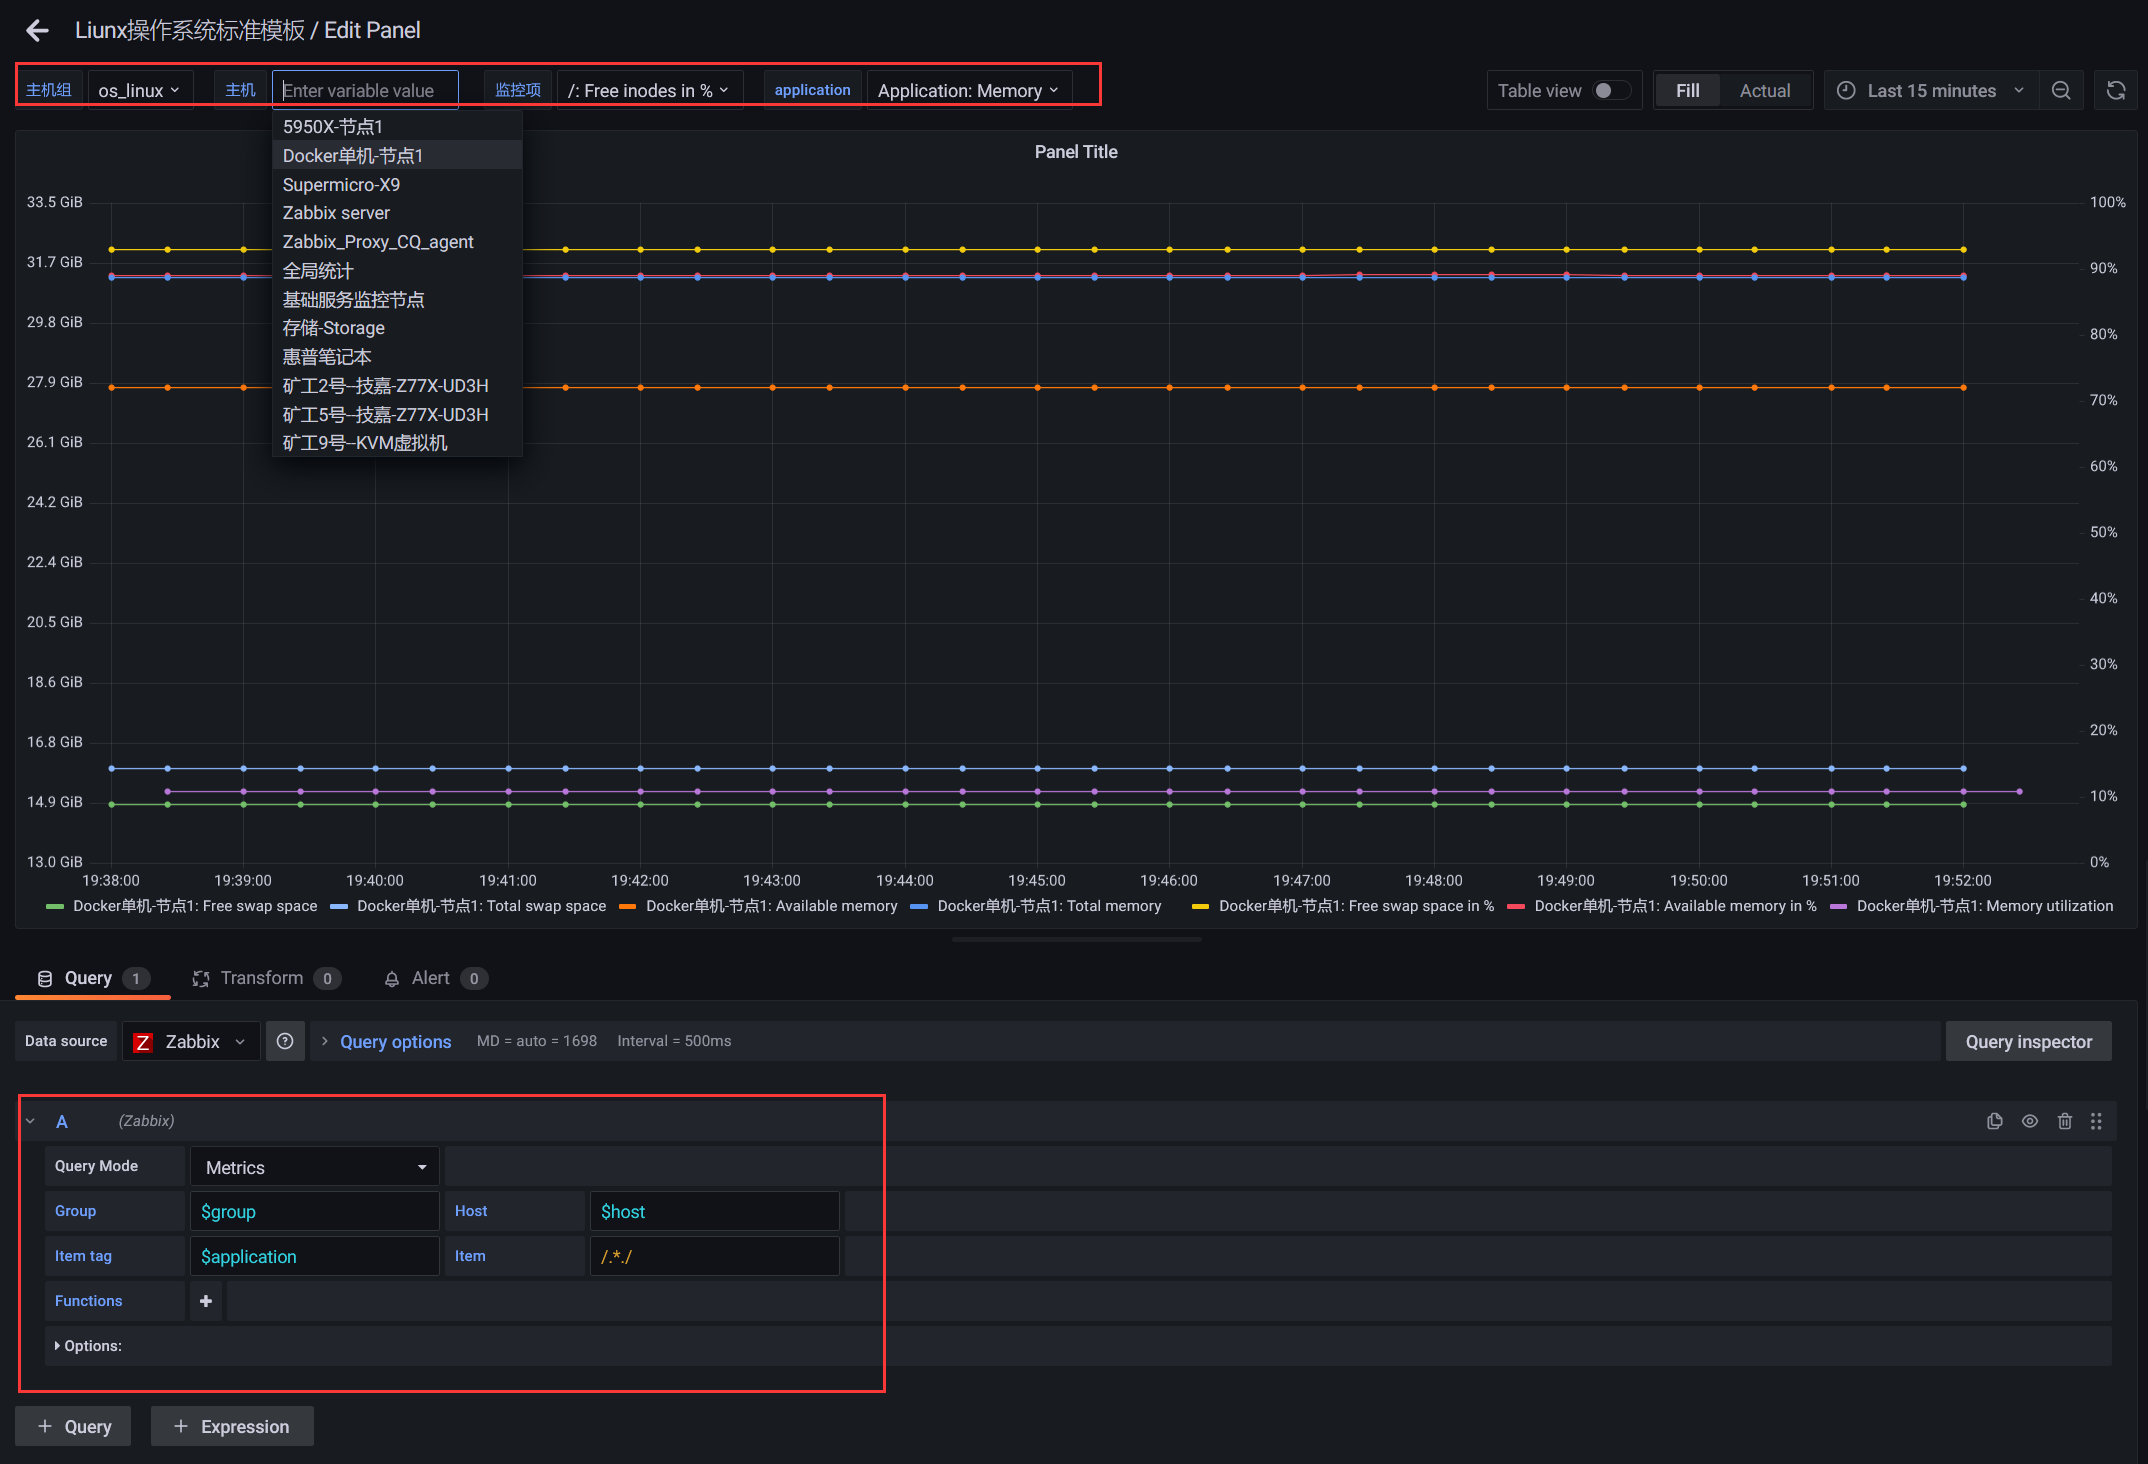 Liunx操作系统标准模板 / Edit Panel
主机组 os_linux 主机 Enter variable value 监控项 /: Free inodes in % application Application: Memory Table view Fill Actual Last 15 minutes
5950X-节点1
Docker单机-节点1
Supermicro-X9
Zabbix server
Zabbix_Proxy_CQ_agent
全局统计
基础服务监控节点
存储-Storage
惠普笔记本
矿工2号--技嘉-Z77X-UD3H
矿工5号--技嘉-Z77X-UD3H
矿工9号--KVM虚拟机
Panel Title
33.5 GiB
31.7 GiB
29.8 GiB
27.9 GiB
26.1 GiB
24.2 GiB
22.4 GiB
20.5 GiB
18.6 GiB
16.8 GiB
14.9 GiB
13.0 GiB
100%
90%
80%
70%
60%
50%
40%
30%
20%
10%
0%
19:38:00 19:39:00 19:40:00 19:41:00 19:42:00 19:43:00 19:44:00 19:45:00 19:46:00 19:47:00 19:48:00 19:49:00 19:50:00 19:51:00 19:52:00
Docker单机-节点1: Free swap space Docker单机-节点1: Total swap space Docker单机-节点1: Available memory Docker单机-节点1: Total memory Docker单机-节点1: Free swap space in % Docker单机-节点1: Available memory in % Docker单机-节点1: Memory utilization
Query 1 Transform 0 Alert 0
Data source Z Zabbix Query options MD = auto = 1698 Interval = 500ms Query inspector
A (Zabbix)
Query Mode Metrics
Group $group Host $host
Item tag $application Item /.*./
Functions +
Options:
+ Query + Expression